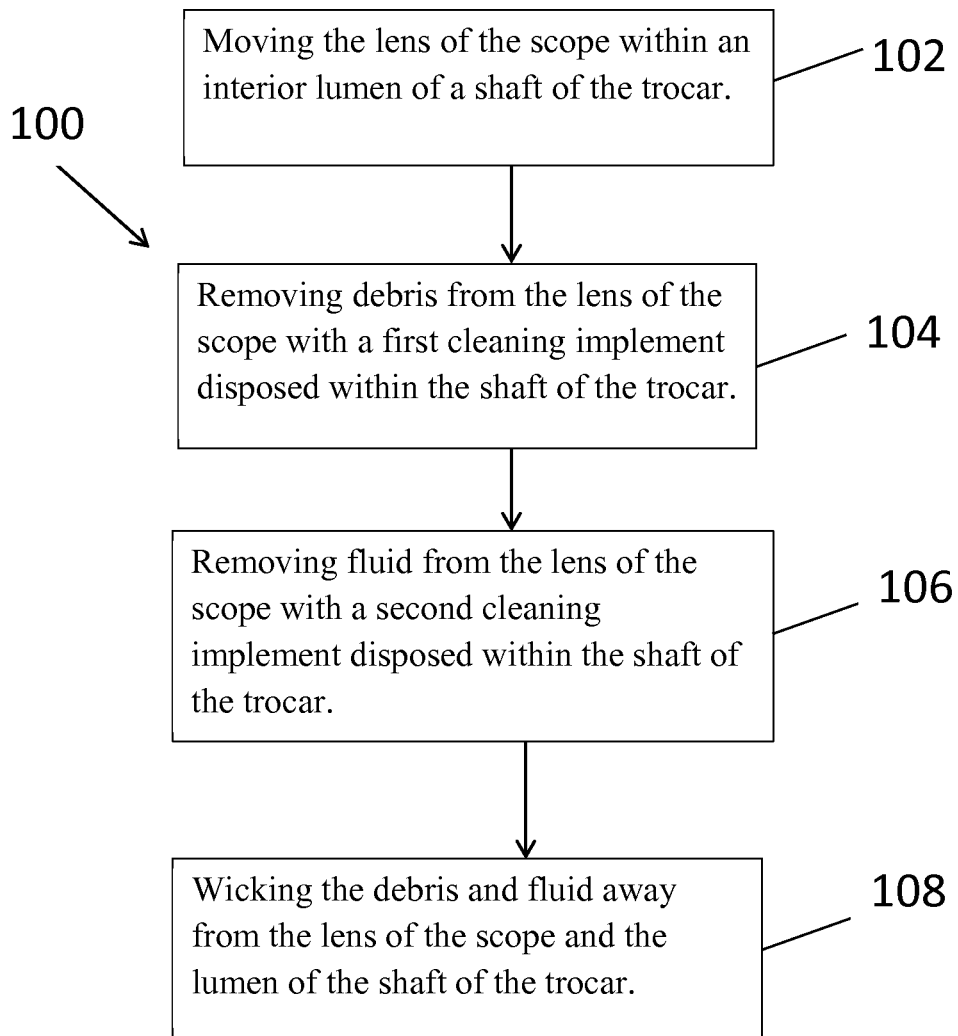 Moving the lens of the scope within an
interior lumen of a shaft of the trocar.
102
100
Removing debris from the lens of the
scope with a first cleaning implement
disposed within the shaft of the trocar.
104
Removing fluid from the lens of the
scope with a second cleaning
implement disposed within the shaft of
the trocar.
106
Wicking the debris and fluid away
from the lens of the scope and the
lumen of the shaft of the trocar.
108